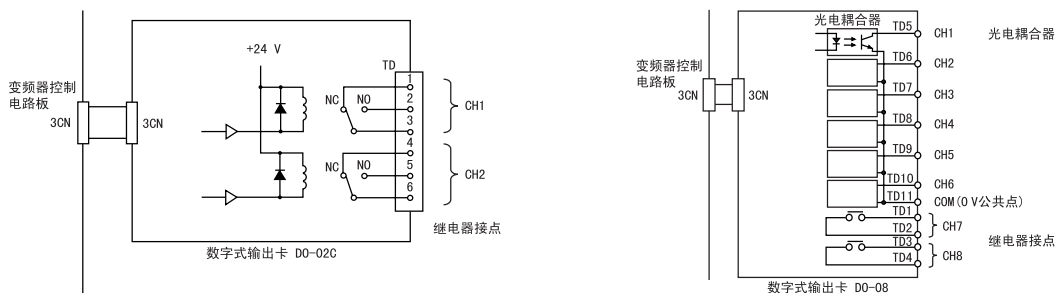 变频器控制
电路板
3CN
3CN
+24 V
NC
NO
NC
NO
TD
1
2
3
4
5
6
CH1
CH2
继电器接点
数字式输出卡 DO-02C
变频器控制
电路板
3CN
3CN
光电耦合器
TD5
CH1
光电耦合器
TD6
CH2
TD7
CH3
TD8
CH4
TD9
CH5
TD10
CH6
TD11
COM(0 V公共点)
TD1
TD2
CH7
TD3
TD4
CH8
继电器接点
数字式输出卡 DO-08